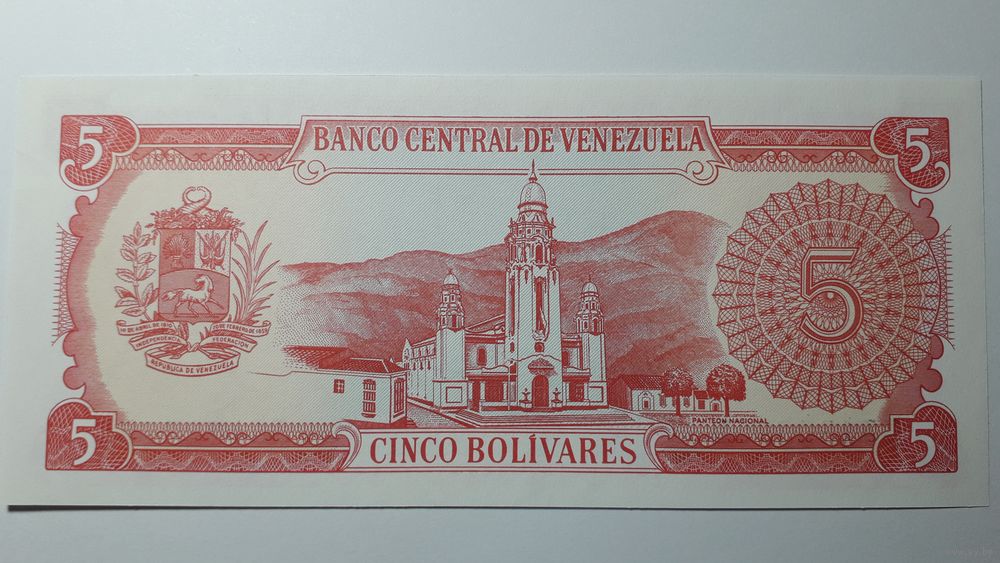 BANCO CENTRAL DE VENEZUELA
5
5
19 DE ABRIL DE 1810
20 DE FEBRERO DE 1859
INDEPENDENCIA
FEDERACION
REPUBLICA DE VENEZUELA
5
PANTEON NACIONAL
5
CINCO BOLÍVARES
5